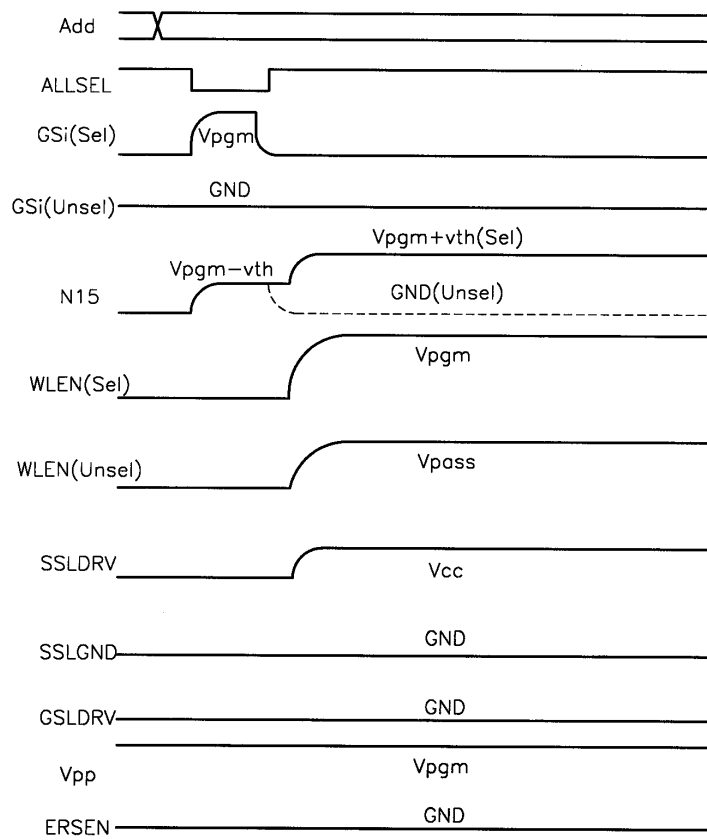 Add
ALLSEL
GSi(Sel) Vpgm
GND
GSi(Unsel)
Vpgm+vth(Sel)
Vpgm-vth
N15 GND(Unsel)
Vpgm
WLEN(Sel)
WLEN(Unsel) Vpass
SSLDRV Vcc
SSLGND GND
GSLDRV GND
Vpp Vpgm
ERSEN GND